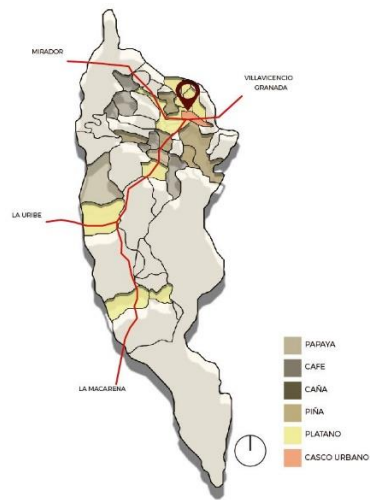 MIRADOR
VILLAVICENCIO
GRANADA
LA URIBE
LA MACARENA
PAPAYA
CAFE
CAÑA
PIÑA
PLATANO
CASCO URBANO